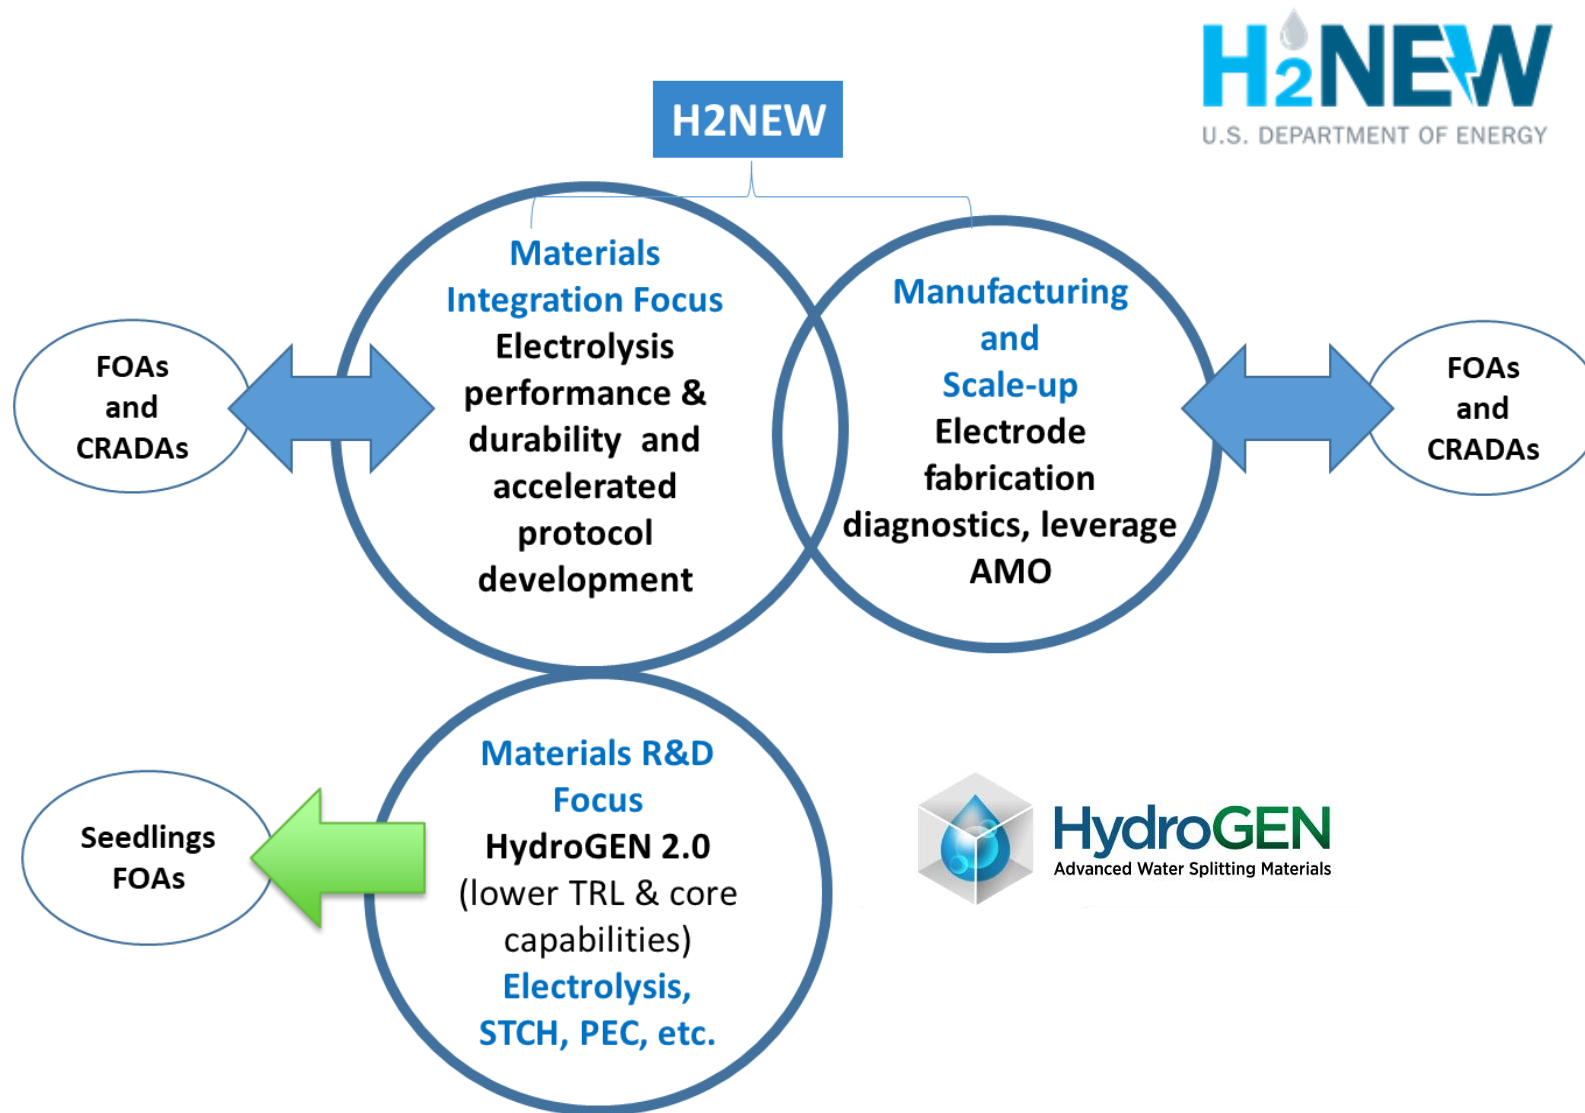 H2NEW
U.S. DEPARTMENT OF ENERGY
H2NEW
Materials
Integration Focus
Electrolysis
performance &
durability and
accelerated
protocol
development
Manufacturing
and
Scale-up
Electrode
fabrication
diagnostics, leverage
AMO
FOAs
and
CRADAs
FOAs
and
CRADAs
Materials R&D
Focus
HydroGEN 2.0
(lower TRL & core
capabilities)
Electrolysis,
STCH, PEC, etc.
Seedlings
FOAs
HydroGEN
Advanced Water Splitting Materials